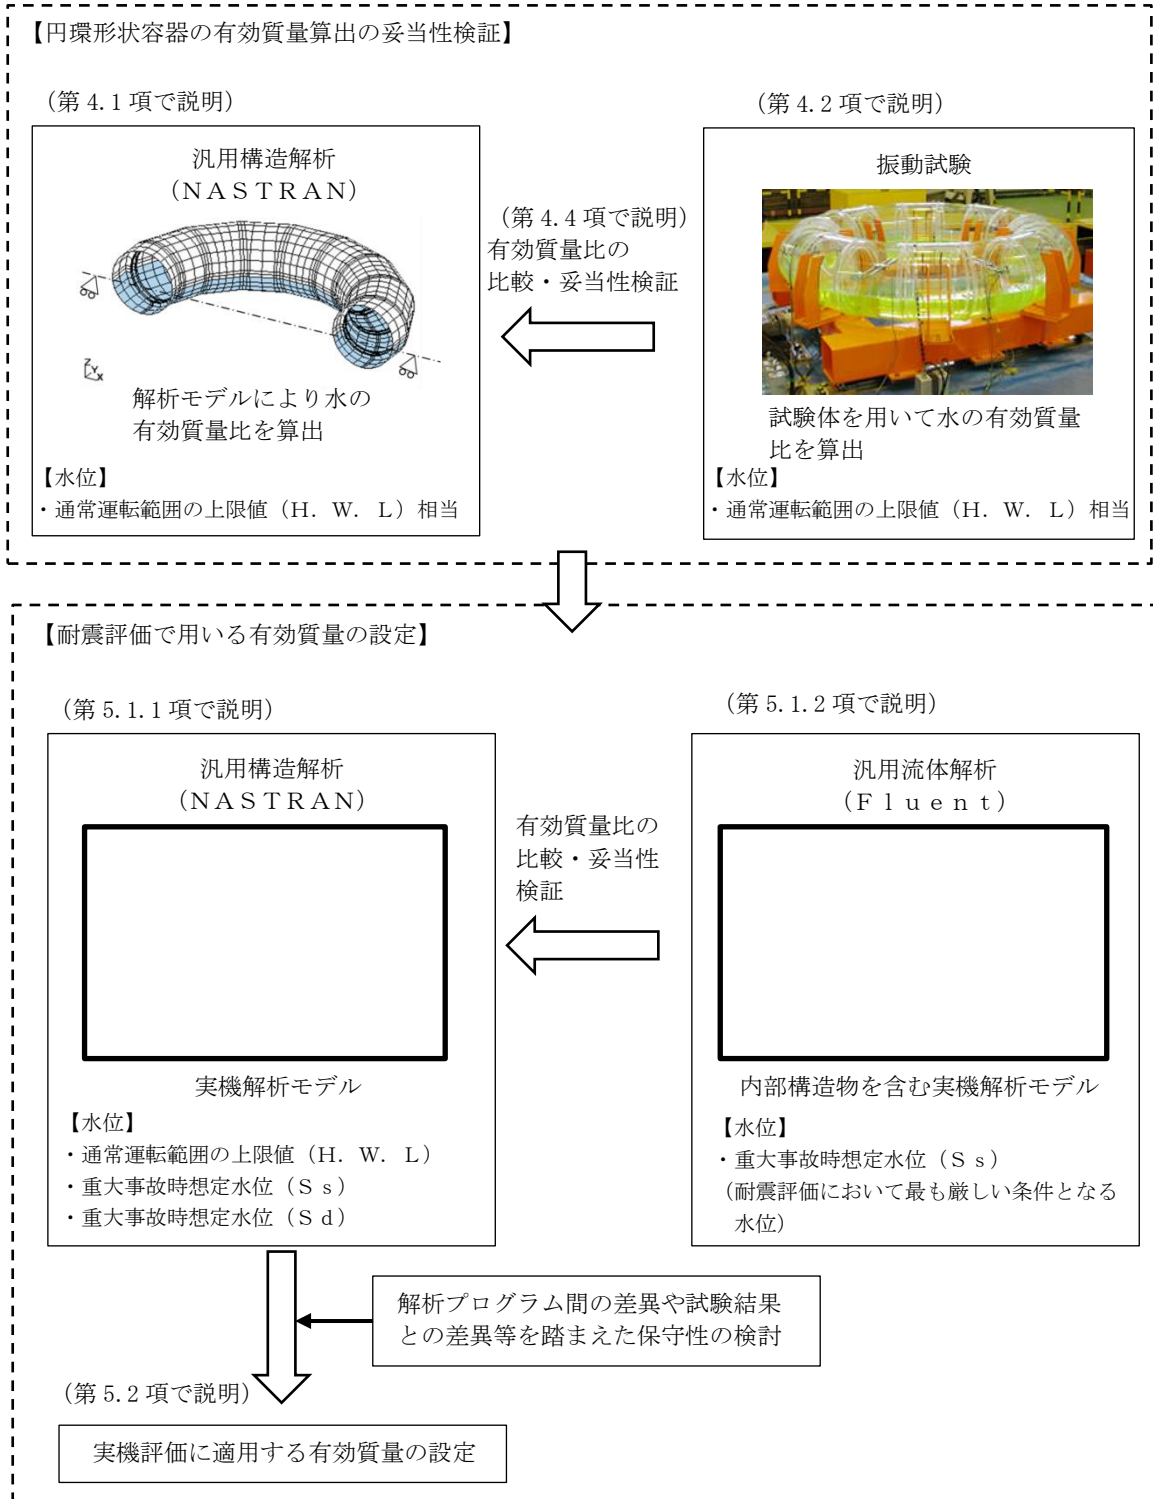 【円環形状容器の有効質量算出の妥当性検証】
（第 4.1 項で説明）
汎用構造解析
（ＮＡＳＴＲＡＮ）
Z
Y
X
解析モデルにより水の
有効質量比を算出
【水位】
・通常運転範囲の上限値（Ｈ．Ｗ．Ｌ）相当
（第 4.4 項で説明）
有効質量比の
比較・妥当性検証
（第 4.2 項で説明）
振動試験
試験体を用いて水の有効質量
比を算出
【水位】
・通常運転範囲の上限値（Ｈ．Ｗ．Ｌ）相当
【耐震評価で用いる有効質量の設定】
（第 5.1.1 項で説明）
汎用構造解析
（ＮＡＳＴＲＡＮ）
実機解析モデル
【水位】
・通常運転範囲の上限値（Ｈ．Ｗ．Ｌ）
・重大事故時想定水位（Ｓｓ）
・重大事故時想定水位（Ｓｄ）
有効質量比の
比較・妥当性
検証
（第 5.1.2 項で説明）
汎用流体解析
（Ｆｌｕｅｎｔ）
内部構造物を含む実機解析モデル
【水位】
・重大事故時想定水位（Ｓｓ）
（耐震評価において最も厳しい条件となる
水位）
解析プログラム間の差異や試験結果
との差異等を踏まえた保守性の検討
（第 5.2 項で説明）
実機評価に適用する有効質量の設定